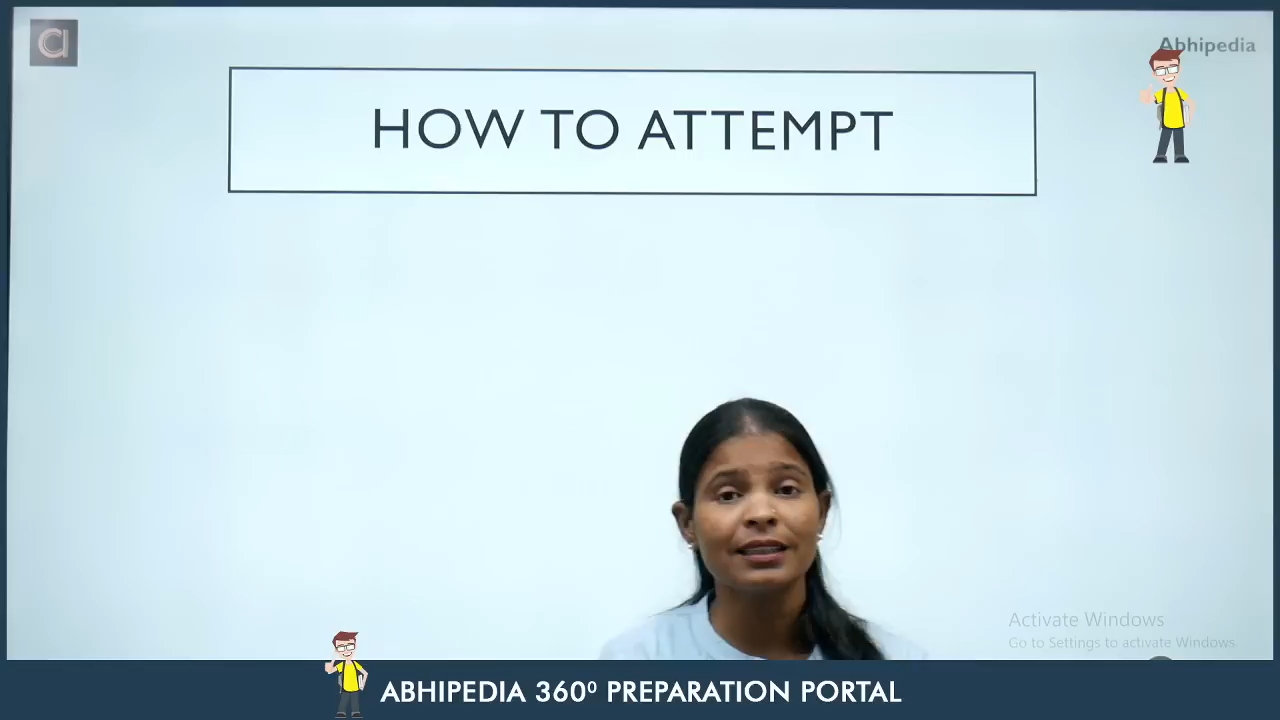 Abhipedia
HOW TO ATTEMPT
Activate Windows
Go to Settings to activate Windows.
ABHIPEDIA 360⁰ PREPARATION PORTAL